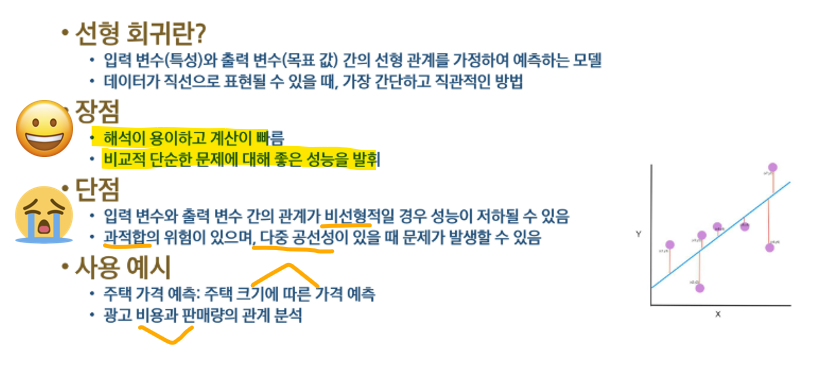 • 선형 회귀란?
• 입력 변수(특성)와 출력 변수(목표 값) 간의 선형 관계를 가정하여 예측하는 모델
• 데이터가 직선으로 표현될 수 있을 때, 가장 간단하고 직관적인 방법
장점
• 해석이 용이하고 계산이 빠름
• 비교적 단순한 문제에 대해 좋은 성능을 발휘
• 단점
• 입력 변수와 출력 변수 간의 관계가 비선형적일 경우 성능이 저하될 수 있음
• 과적합의 위험이 있으며, 다중 공선성이 있을 때 문제가 발생할 수 있음
• 사용 예시
• 주택 가격 예측: 주택 크기에 따른 가격 예측
• 광고 비용과 판매량의 관계 분석
Y
X